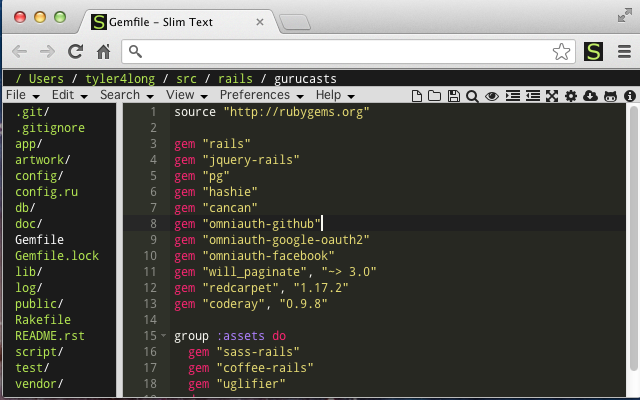 Gemfile – Slim Text
/ Users / tyler4long / src / rails / gurucasts
File Edit Search View Preferences Help
.git/
.gitignore
app/
artwork/
config/
config.ru
db/
doc/
Gemfile
Gemfile.lock
lib/
log/
public/
Rakefile
README.rst
script/
test/
vendor/
1 source "http://rubygems.org"
2
3 gem "rails"
4 gem "jquery-rails"
5 gem "pg"
6 gem "hashie"
7 gem "cancan"
8 gem "omniauth-github"
9 gem "omniauth-google-oauth2"
10 gem "omniauth-facebook"
11 gem "will_paginate", "~> 3.0"
12 gem "redcarpet", "1.17.2"
13 gem "coderay", "0.9.8"
14
15 group :assets do
16 gem "sass-rails"
17 gem "coffee-rails"
18 gem "uglifier"